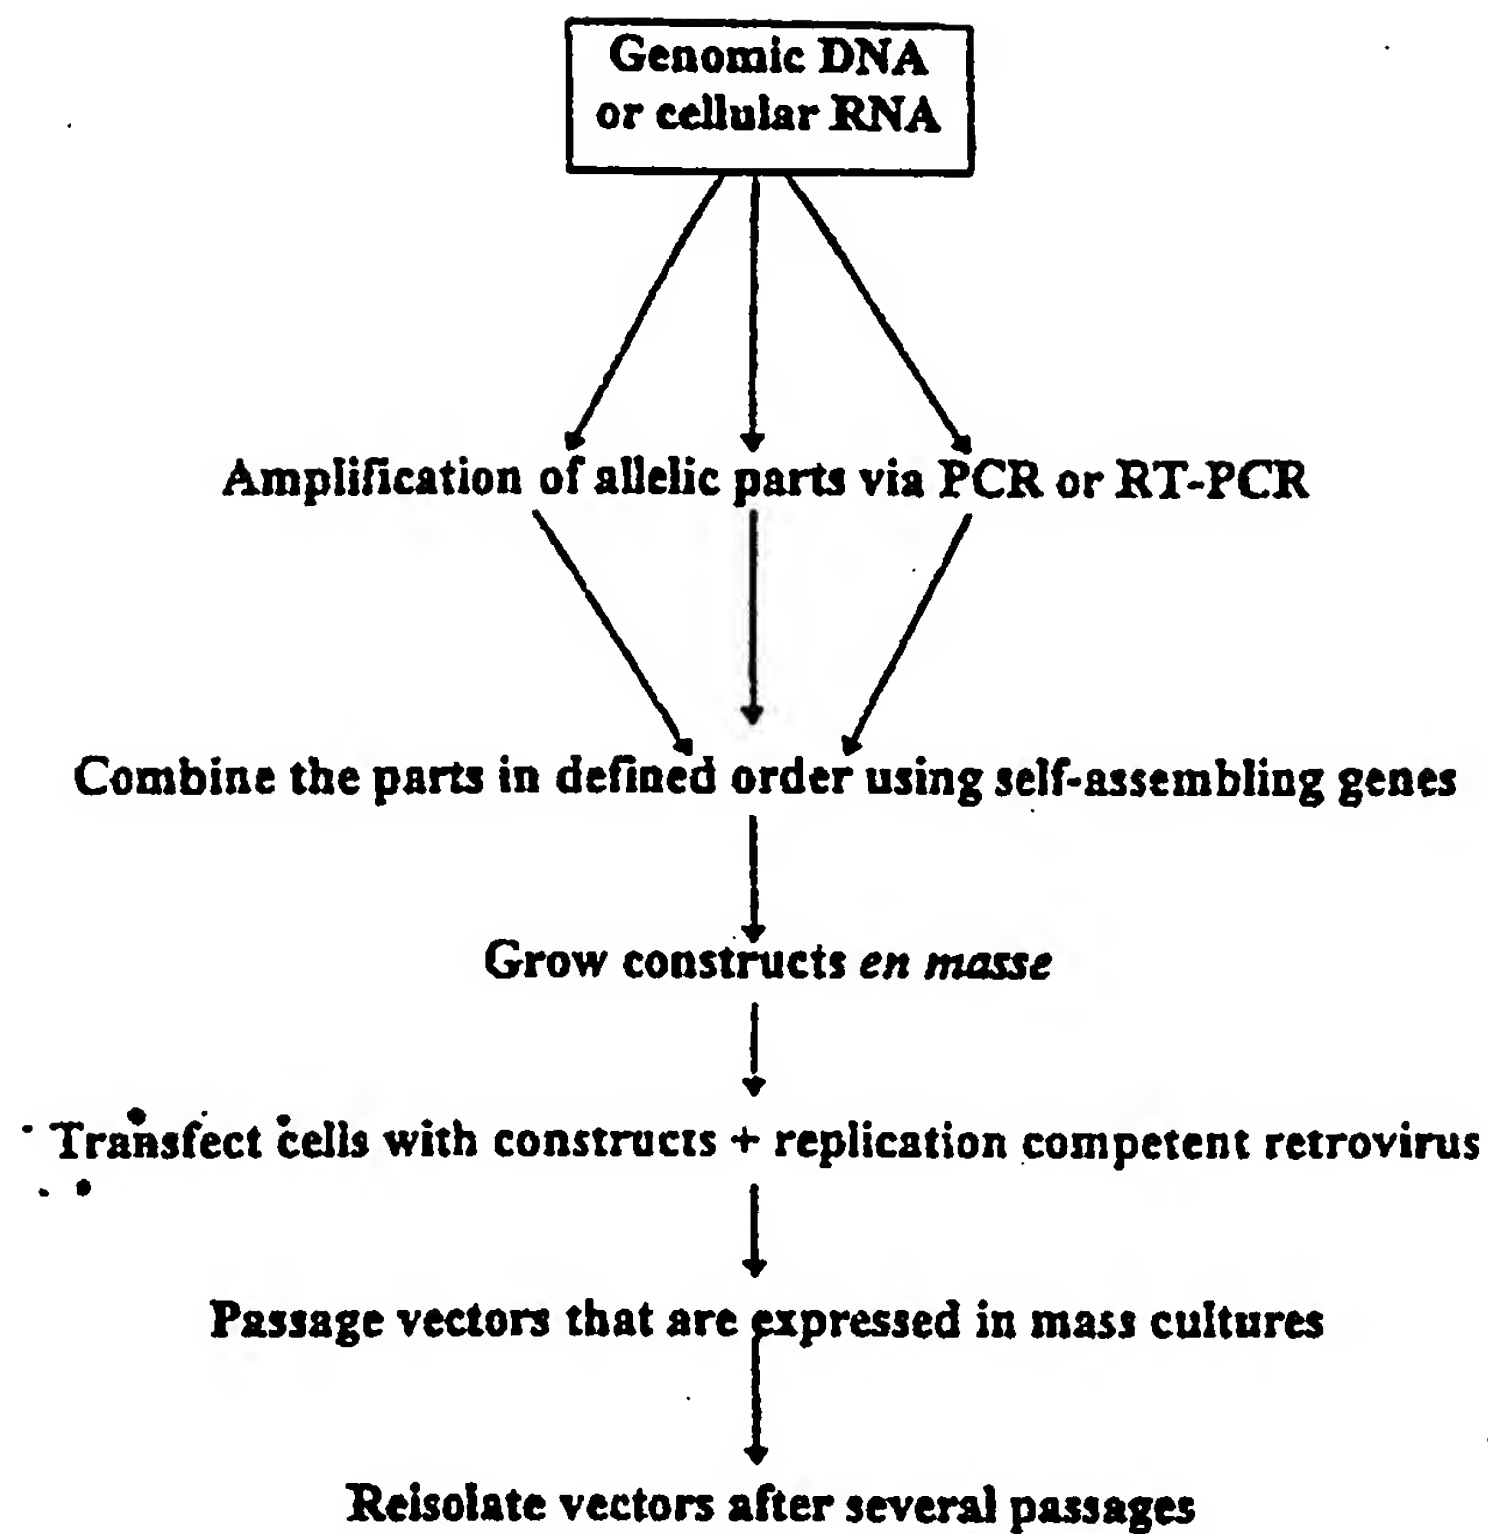 Genomic DNA
or cellular RNA
Amplification of allelic parts via PCR or RT-PCR
Combine the parts in defined order using self-assembling genes
Grow constructs en masse
Transfect cells with constructs + replication competent retrovirus
Passage vectors that are expressed in mass cultures
Reisolate vectors after several passages